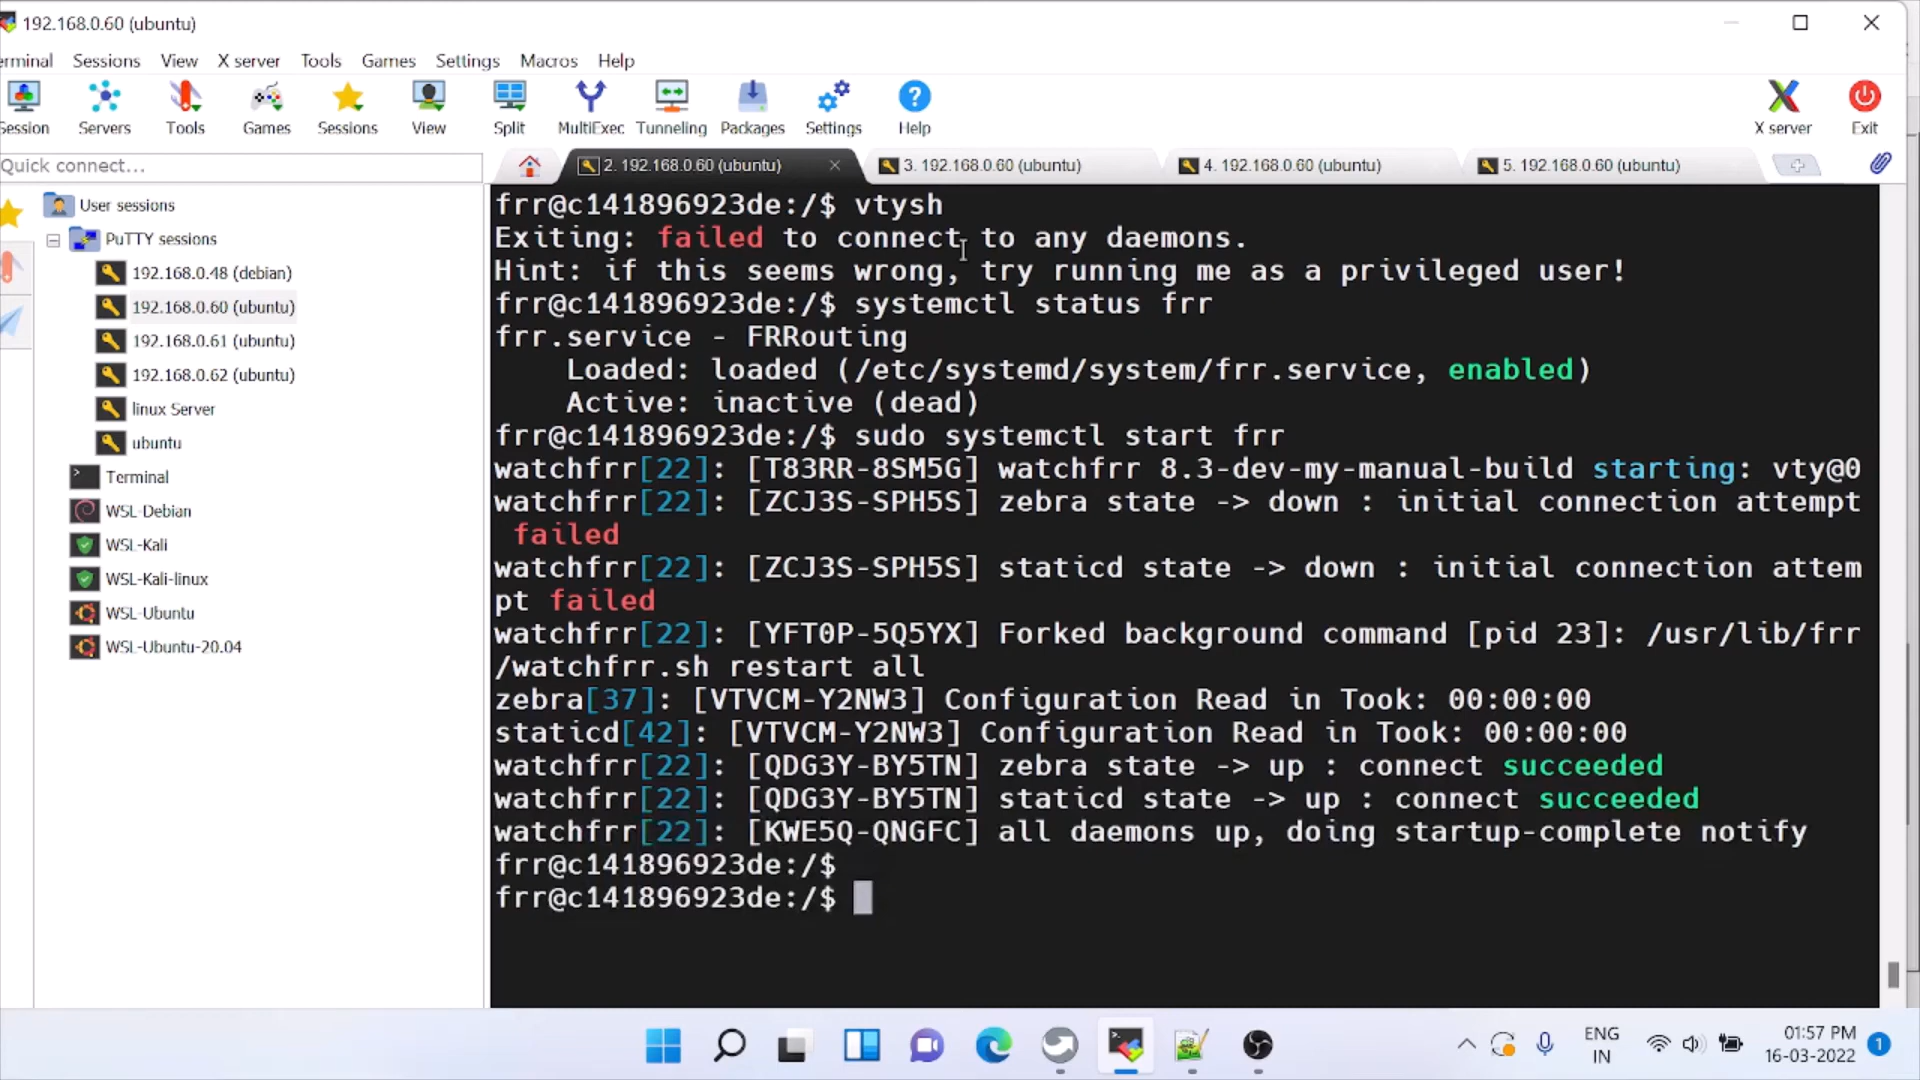 192.168.0.60 (ubuntu)
erminal Sessions View X server Tools Games Settings Macros Help
Session Servers Tools Games Sessions View Split MultiExec Tunneling Packages Settings Help X server Exit
Quick connect...
2. 192.168.0.60 (ubuntu) 3. 192.168.0.60 (ubuntu) 4. 192.168.0.60 (ubuntu) 5. 192.168.0.60 (ubuntu)
User sessions
PuTTY sessions
192.168.0.48 (debian)
192.168.0.60 (ubuntu)
192.168.0.61 (ubuntu)
192.168.0.62 (ubuntu)
linux Server
ubuntu
Terminal
WSL-Debian
WSL-Kali
WSL-Kali-linux
WSL-Ubuntu
WSL-Ubuntu-20.04
frr@c141896923de:/$ vtysh
Exiting: failed to connect to any daemons.
Hint: if this seems wrong, try running me as a privileged user!
frr@c141896923de:/$ systemctl status frr
frr.service - FRRouting
Loaded: loaded (/etc/systemd/system/frr.service, enabled)
Active: inactive (dead)
frr@c141896923de:/$ sudo systemctl start frr
watchfrr[22]: [T83RR-8SM5G] watchfrr 8.3-dev-my-manual-build starting: vty@0
watchfrr[22]: [ZCJ3S-SPH5S] zebra state -> down : initial connection attempt
failed
watchfrr[22]: [ZCJ3S-SPH5S] staticd state -> down : initial connection attem
pt failed
watchfrr[22]: [YFT0P-5Q5YX] Forked background command [pid 23]: /usr/lib/frr
/watchfrr.sh restart all
zebra[37]: [VTVCM-Y2NW3] Configuration Read in Took: 00:00:00
staticd[42]: [VTVCM-Y2NW3] Configuration Read in Took: 00:00:00
watchfrr[22]: [QDG3Y-BY5TN] zebra state -> up : connect succeeded
watchfrr[22]: [QDG3Y-BY5TN] staticd state -> up : connect succeeded
watchfrr[22]: [KWE5Q-QNGFC] all daemons up, doing startup-complete notify
frr@c141896923de:/$
frr@c141896923de:/$
ENG
IN
01:57 PM
16-03-2022
1